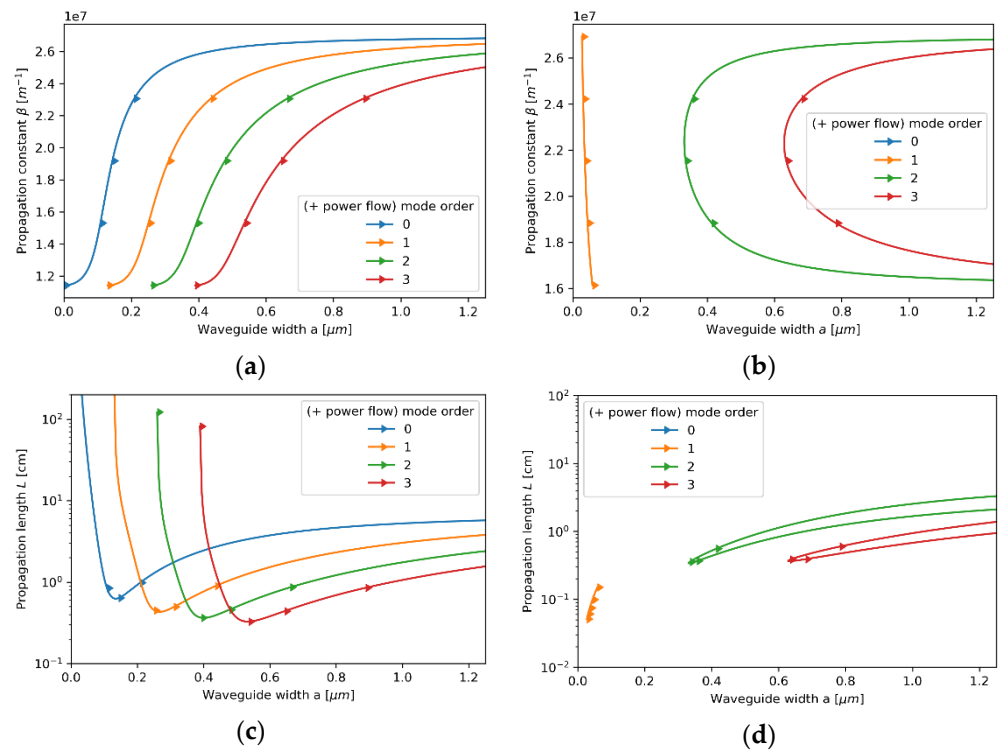 1e7
2.6
2.4
2.2
2.0
1.8
1.6
1.4
1.2
Propagation constant β [m⁻¹]
(+ power flow) mode order
0
1
2
3
0.0 0.2 0.4 0.6 0.8 1.0 1.2
Waveguide width a [μm]
(a)
1e7
2.6
2.4
2.2
2.0
1.8
1.6
Propagation constant β [m⁻¹]
(+ power flow) mode order
0
1
2
3
0.0 0.2 0.4 0.6 0.8 1.0 1.2
Waveguide width a [μm]
(b)
10²
10¹
10⁰
10⁻¹
Propagation length L [cm]
(+ power flow) mode order
0
1
2
3
0.0 0.2 0.4 0.6 0.8 1.0 1.2
Waveguide width a [μm]
(c)
10²
10¹
10⁰
10⁻¹
10⁻²
Propagation length L [cm]
(+ power flow) mode order
0
1
2
3
0.0 0.2 0.4 0.6 0.8 1.0 1.2
Waveguide width a [μm]
(d)